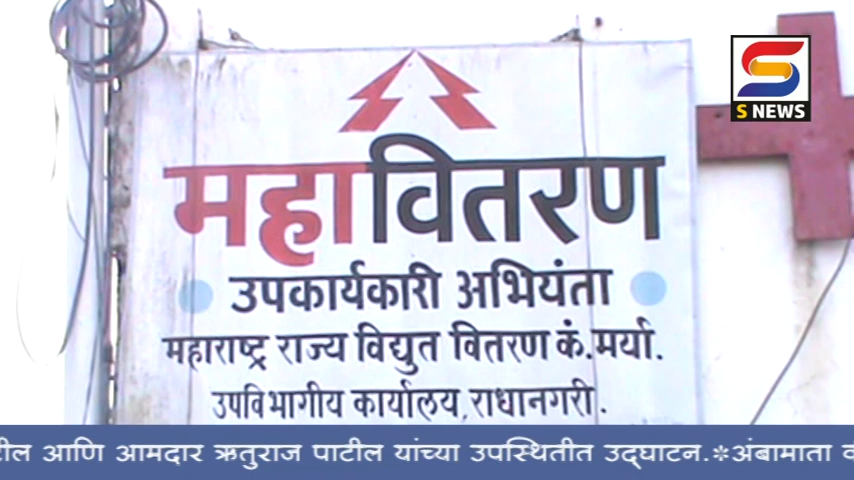 S NEWS
महावितरण
उपकार्यकारी अभियंता
महाराष्ट्र राज्य विद्युत वितरण कं.मर्या.
उपविभागीय कार्यालय, राधानगरी.
आणि आमदार ऋतुराज पाटील यांच्या उपस्थितीत उद्घाटन.*अंबामाता